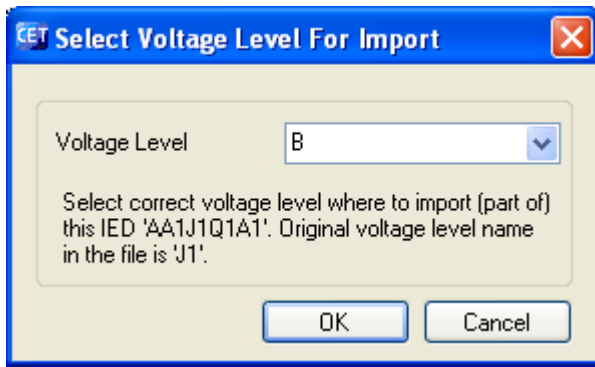 CET Select Voltage Level For Import
Voltage Level B
Select correct voltage level where to import (part of)
this IED 'AA1J1Q1A1'. Original voltage level name
in the file is 'J1'.
OK Cancel